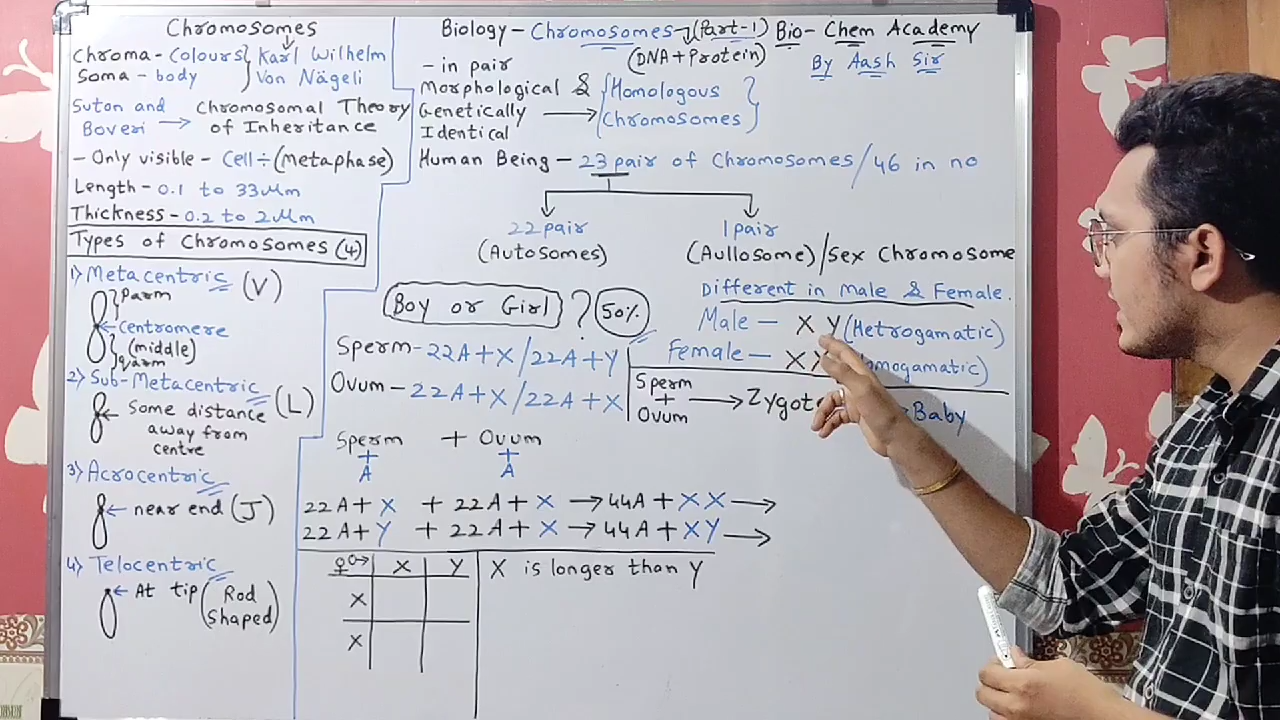 Chromosomes
Chroma - Colours
Soma - body
Karl Wilhelm
Von Nägeli
Suton and
Boveri → Chromosomal Theory
of Inheritance
- Only visible - Cell ÷ (Metaphase)
Length - 0.1 to 33 μm
Thickness - 0.2 to 2 μm
Types of Chromosomes (4)
1) Metacentric (V)
Parm
Centromere
(middle)
qarm
2) Sub-Metacentric (L)
Some distance
away from
centre
3) Acrocentric
near end (J)
4) Telocentric
At tip (Rod
Shaped)
Biology - Chromosomes (Part-1) Bio-Chem Academy
(DNA + Protein)
By Aash Sir
- in pair
Morphological &
Genetically
Identical
→ Homologous
Chromosomes
Human Being - 23 pair of Chromosomes / 46 in no
22 pair
(Autosomes)
1 pair
(Aullosome) / Sex Chromosome
Different in Male & Female.
Male - X Y (Hetrogamatic)
Female - X X
Boy or Girl ? 50%
Sperm - 22A + X / 22A + Y
Ovum - 22A + X / 22A + X
Sperm
+
Ovum
→ Baby
Sperm + Ovum
+ +
A A
22A + X + 22A + X → 44A + XX →
22A + Y + 22A + X → 44A + XY →
♀ ♂ X Y
X
X
X is longer than Y